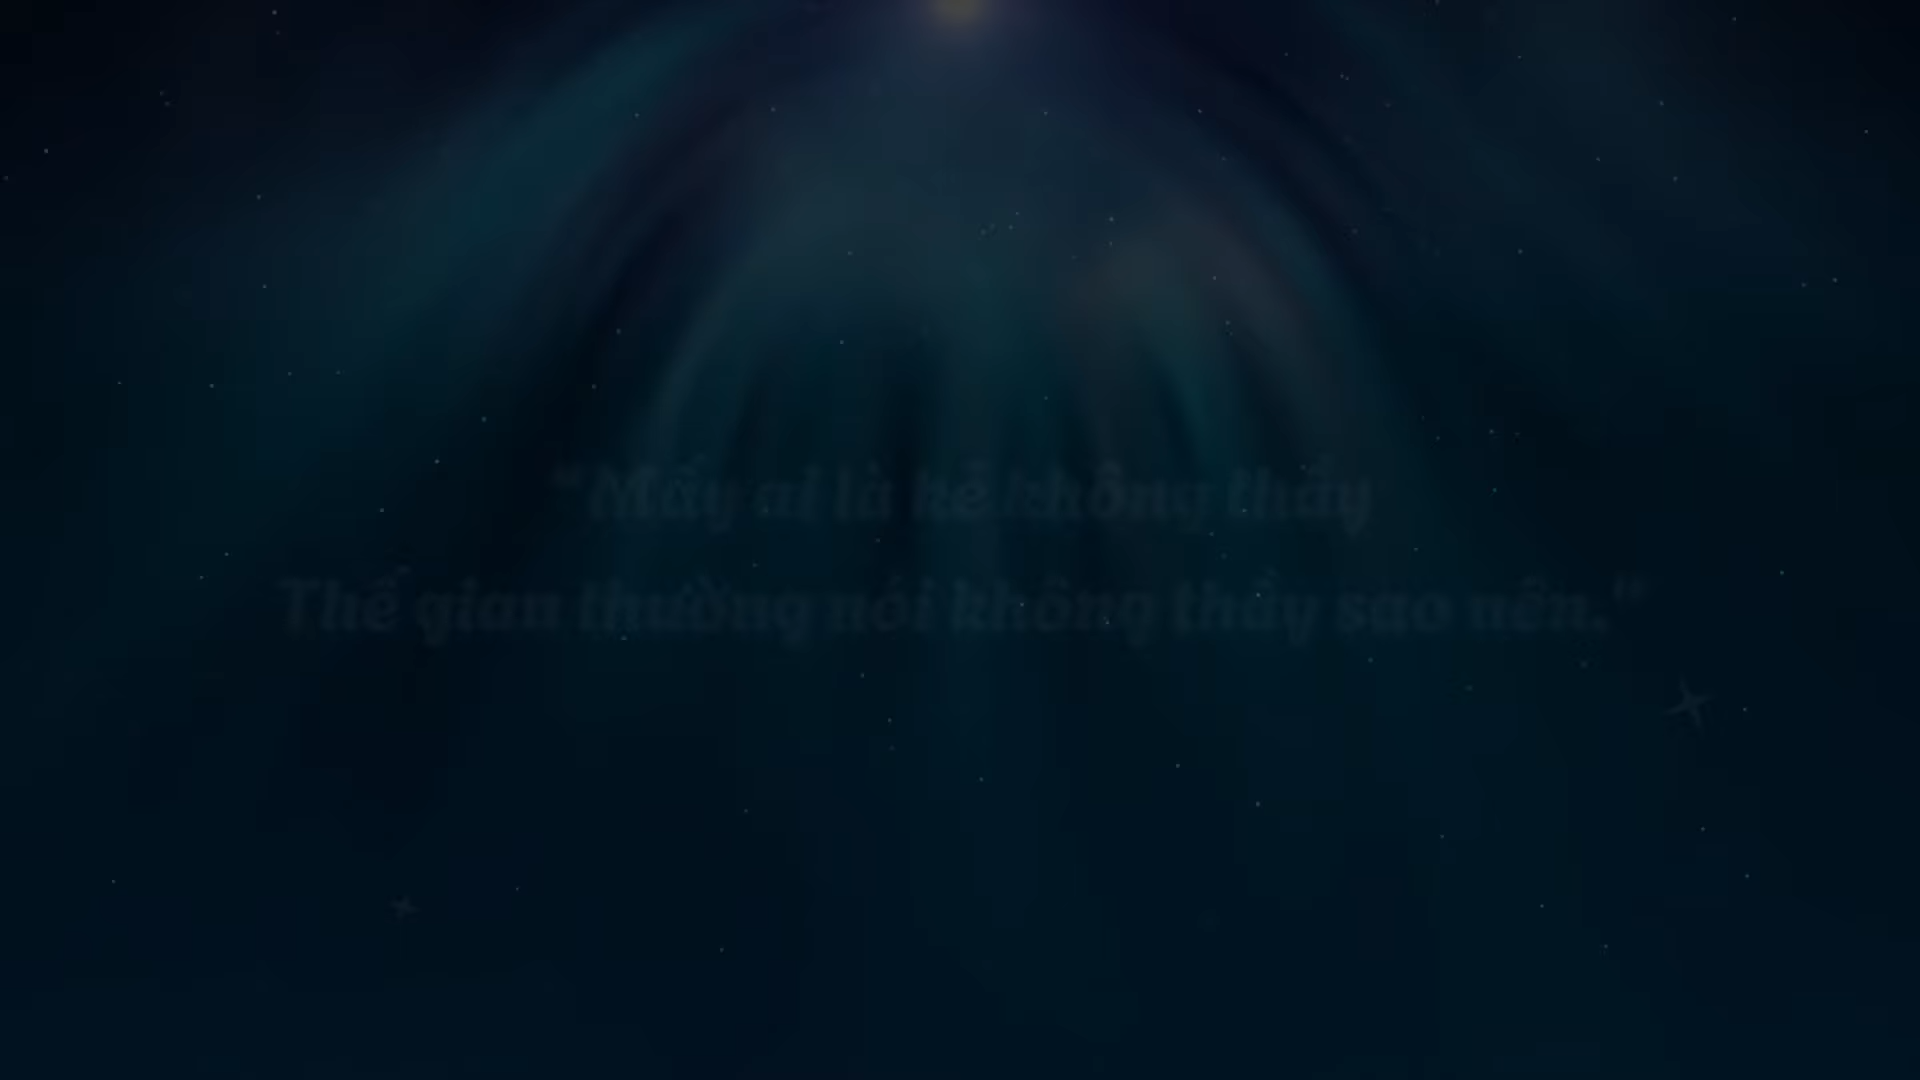 "Mấy ai là kẻ không thầy
Thế gian thường nói không thầy sao nên."